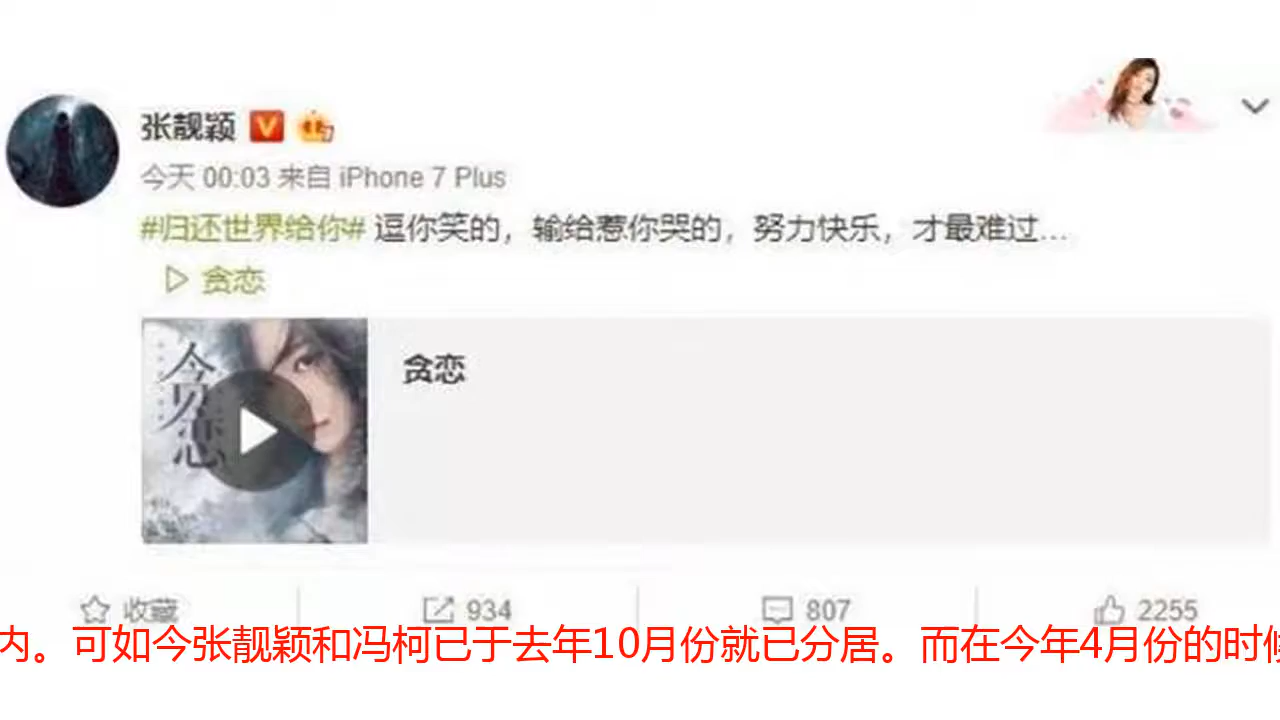 张靓颖
今天 00:03 来自 iPhone 7 Plus
#归还世界给你# 逗你笑的，输给惹你哭的，努力快乐，才最难过...
贪恋
贪恋
贪恋
收藏 934 807 2255
内。可如今张靓颖和冯柯已于去年10月份就已分居。而在今年4月份的时候